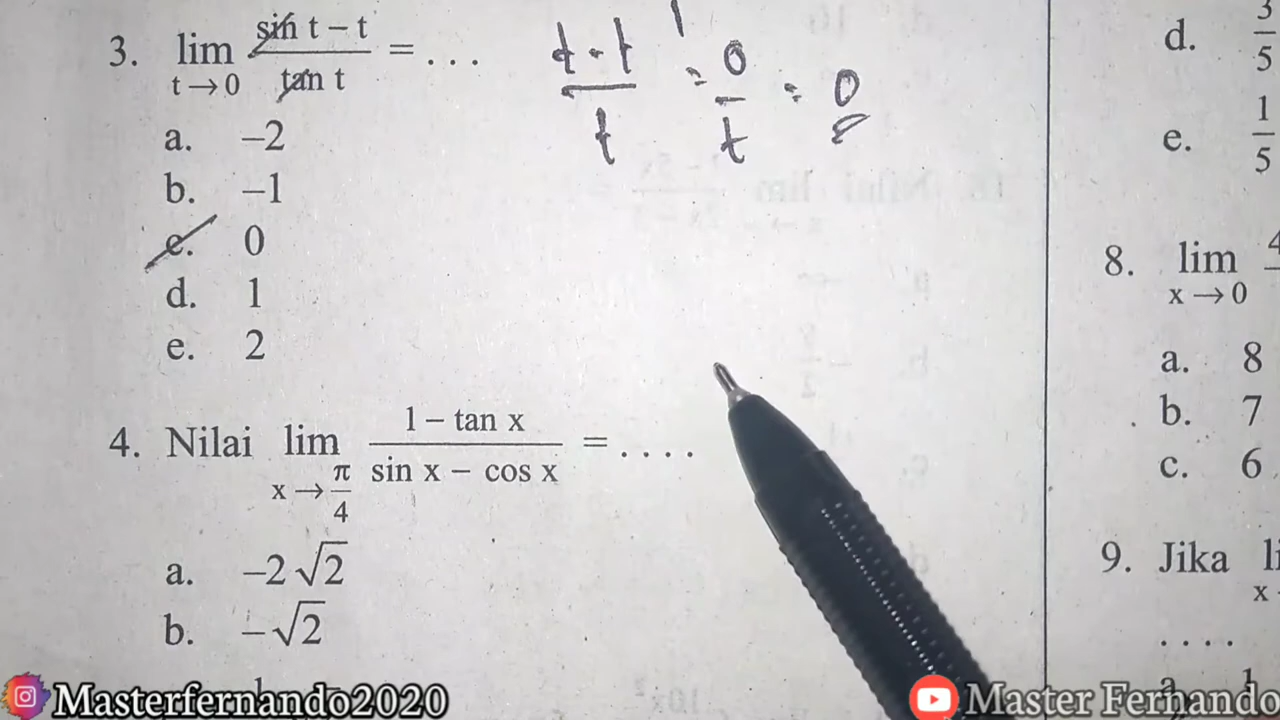 3. lim t→0 sin t – t / tan t = . . .
a. –2
b. –1
c. 0
d. 1
e. 2
t - t / t = 0 / t = 0
4. Nilai lim x→π/4 1 – tan x / sin x – cos x = . . . .
a. –2√2
b. –√2
d. 3/5
e. 1/5
8. lim x→0
a. 8
b. 7
c. 6
9. Jika
x
. . . .
a. 1
Masterfernando2020
Master Fernando